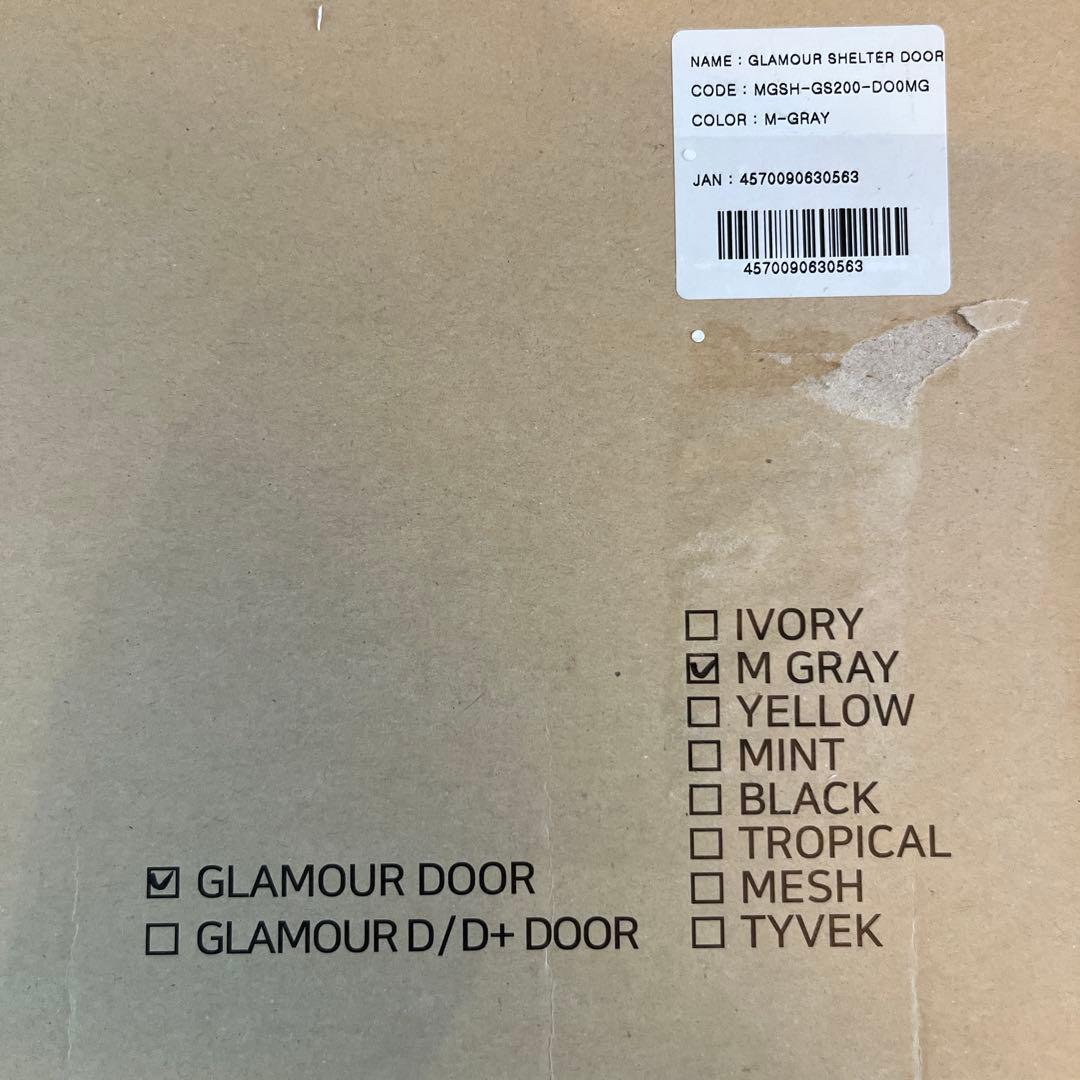 NAME : GLAMOUR SHELTER DOOR
CODE : MGSH-GS200-DO0MG
COLOR : M-GRAY
JAN : 4570090630563
4570090630563
IVORY
M GRAY
YELLOW
MINT
BLACK
TROPICAL
MESH
TYVEK
GLAMOUR DOOR
GLAMOUR D/D+ DOOR